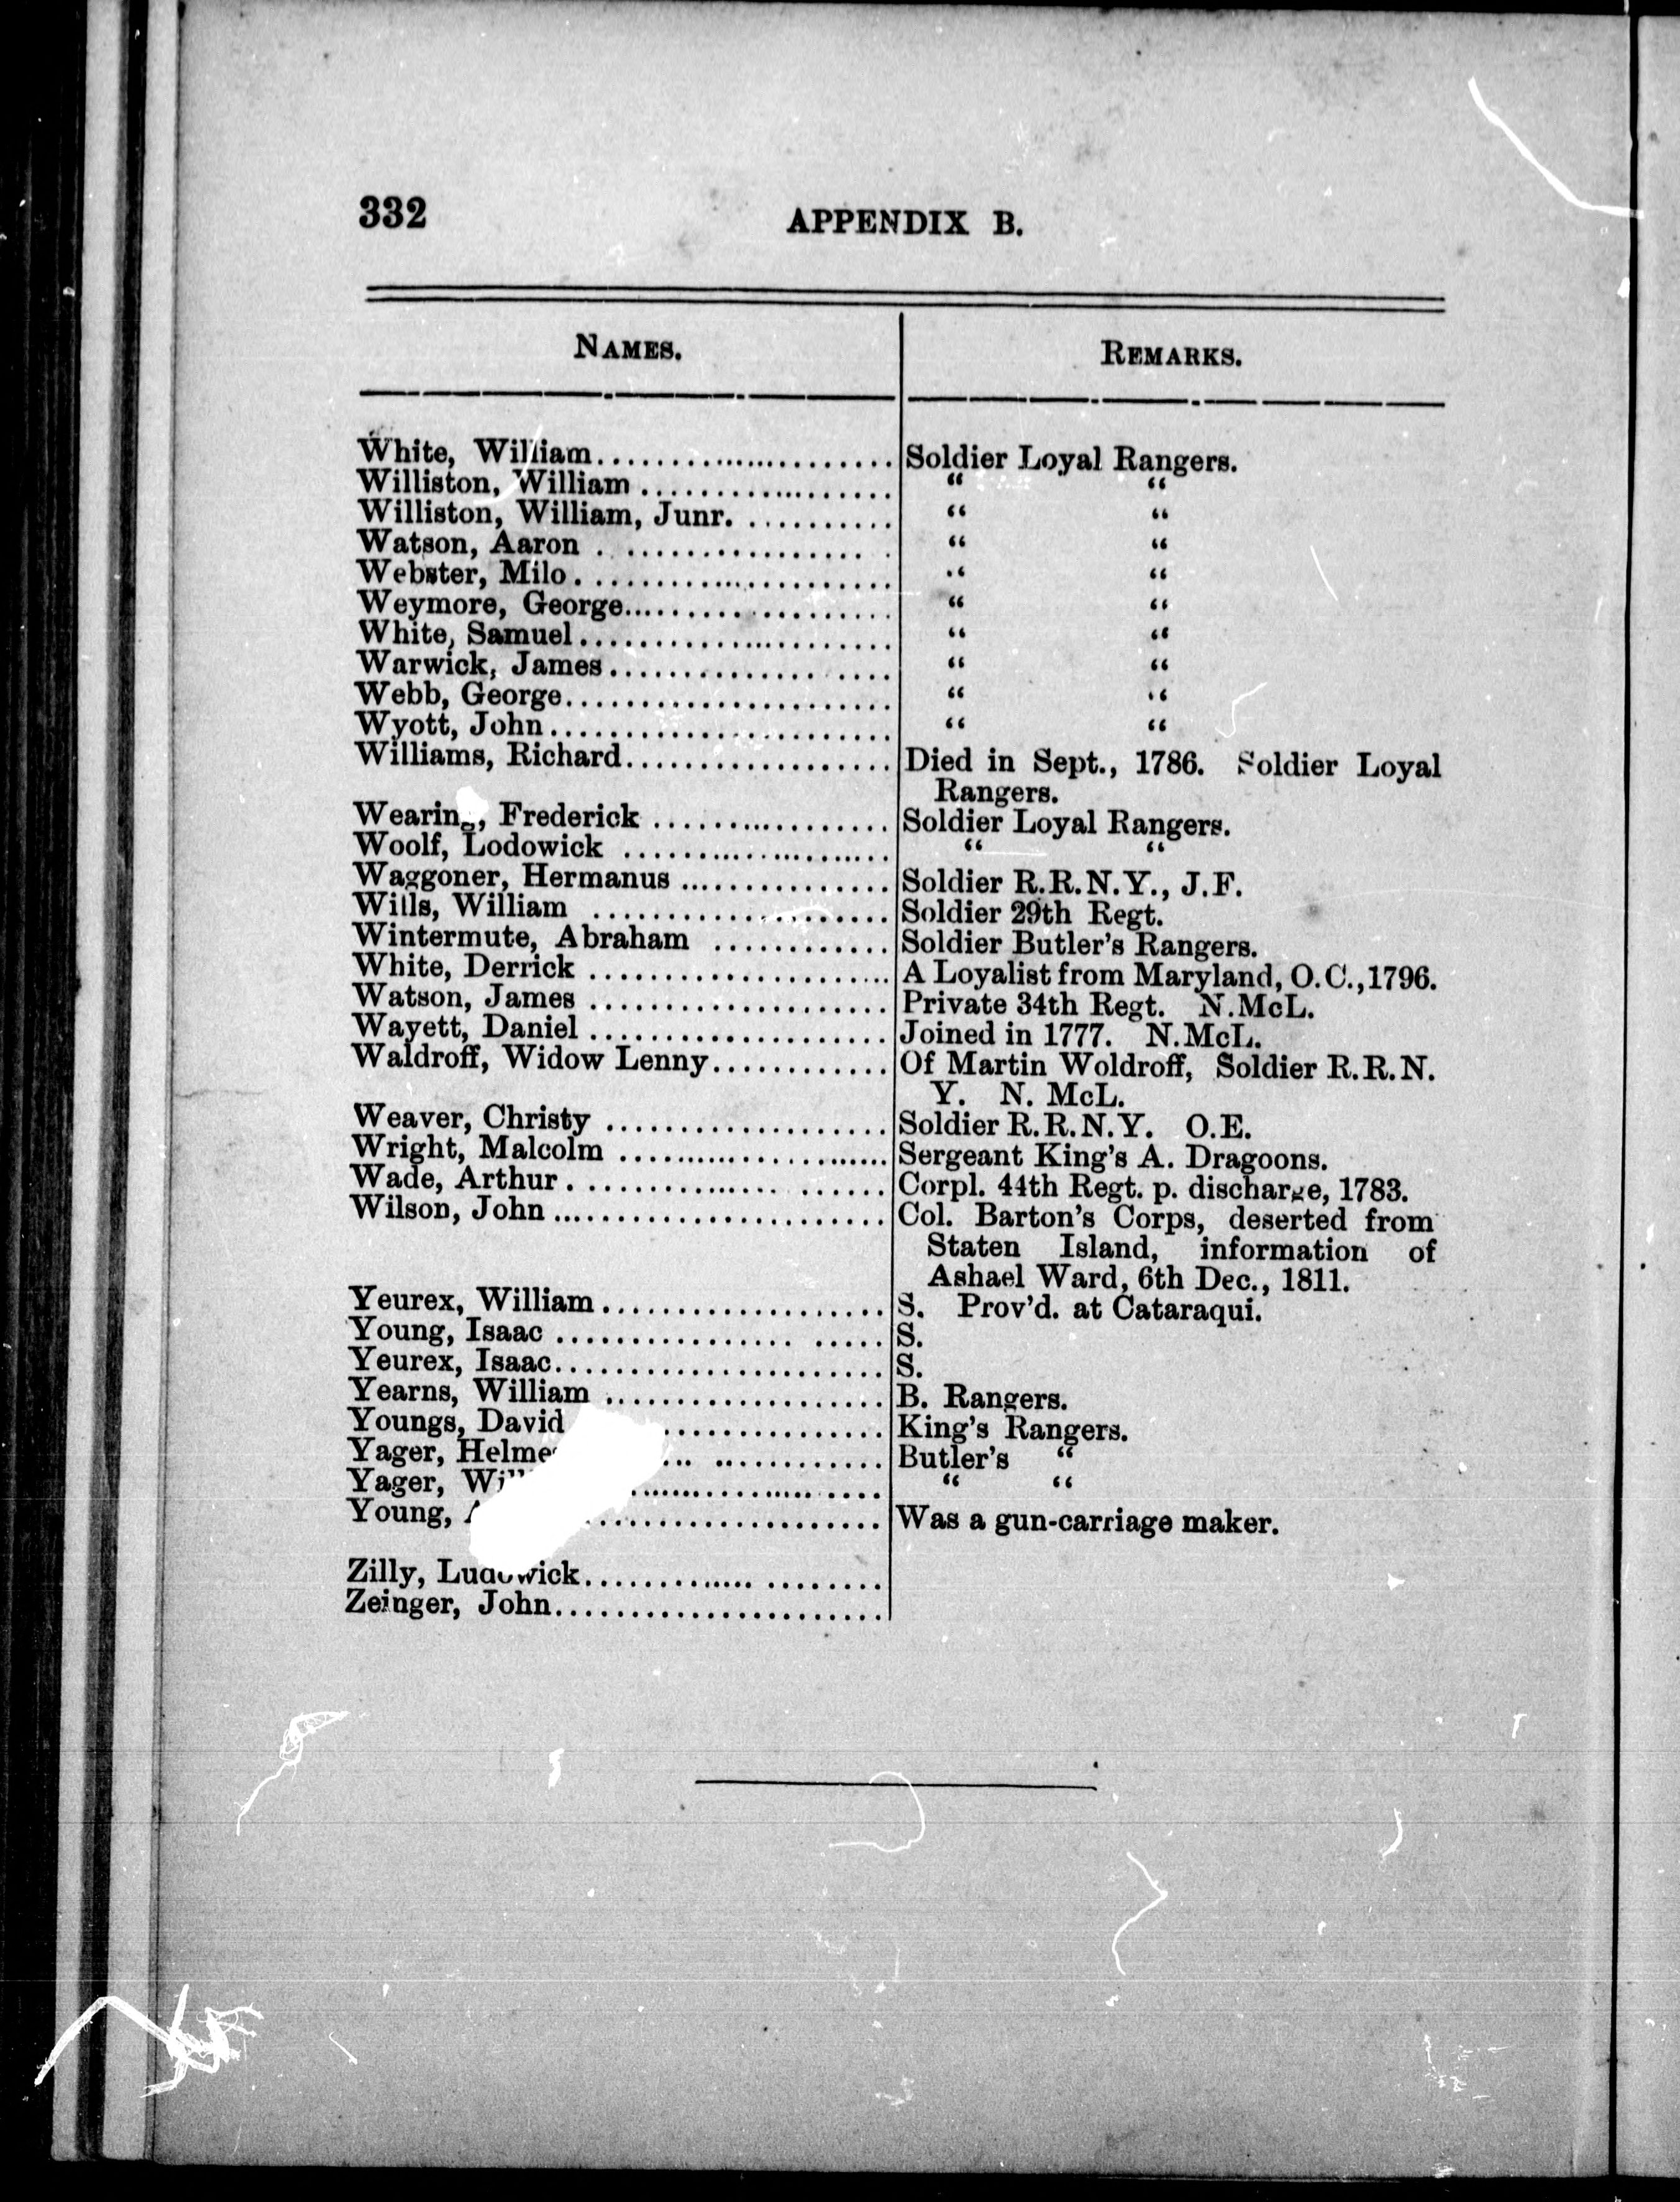 332
APPENDIX B.
NAMES. REMARKS.
White, William........................ Soldier Loyal Rangers.
Williston, William .................... “ “
Williston, William, Junr. ........... “ “
Watson, Aaron . .................. . “ “
Webster, Milo. ........................ “ “
Weymore, George..................... “ “
White, Samuel......................... “ “
Warwick, James................. .... “ “
Webb, George........................ “ “
Wyott, John.......................... “ “
Williams, Richard.................... Died in Sept., 1786. Soldier Loyal
Rangers.
Wearing, Frederick .................. Soldier Loyal Rangers.
Woolf, Lodowick ..................... “ “
Waggoner, Hermanus ................. Soldier R.R.N.Y., J.F.
Wills, William ...................... Soldier 29th Regt.
Wintermute, Abraham ............. Soldier Butler's Rangers.
White, Derrick ...................... A Loyalist from Maryland, O.C., 1796.
Watson, James ...................... Private 34th Regt. N.McL.
Wayett, Daniel ...................... Joined in 1777. N.McL.
Waldroff, Widow Lenny............. Of Martin Woldroff, Soldier R.R.N.
Y. N. McL.
Weaver, Christy ..................... Soldier R.R.N.Y. O.E.
Wright, Malcolm ..................... Sergeant King's A. Dragoons.
Wade, Arthur. ................ ...... Corpl. 44th Regt. p. discharge, 1783.
Wilson, John ......................... Col. Barton's Corps, deserted from
Staten Island, information of
Ashael Ward, 6th Dec., 1811.
Yeurex, William..................... S. Prov'd. at Cataraqui.
Young, Isaac ................. ..... S.
Yeurex, Isaac........................ S.
Yearns, William ..................... B. Rangers.
Youngs, David ............... King's Rangers.
Yager, ... ............ Butler's “
Yager, ................... “ “
Young, .................... Was a gun-carriage maker.
Zilly, Ludowick............. ........
Zeinger, John........................